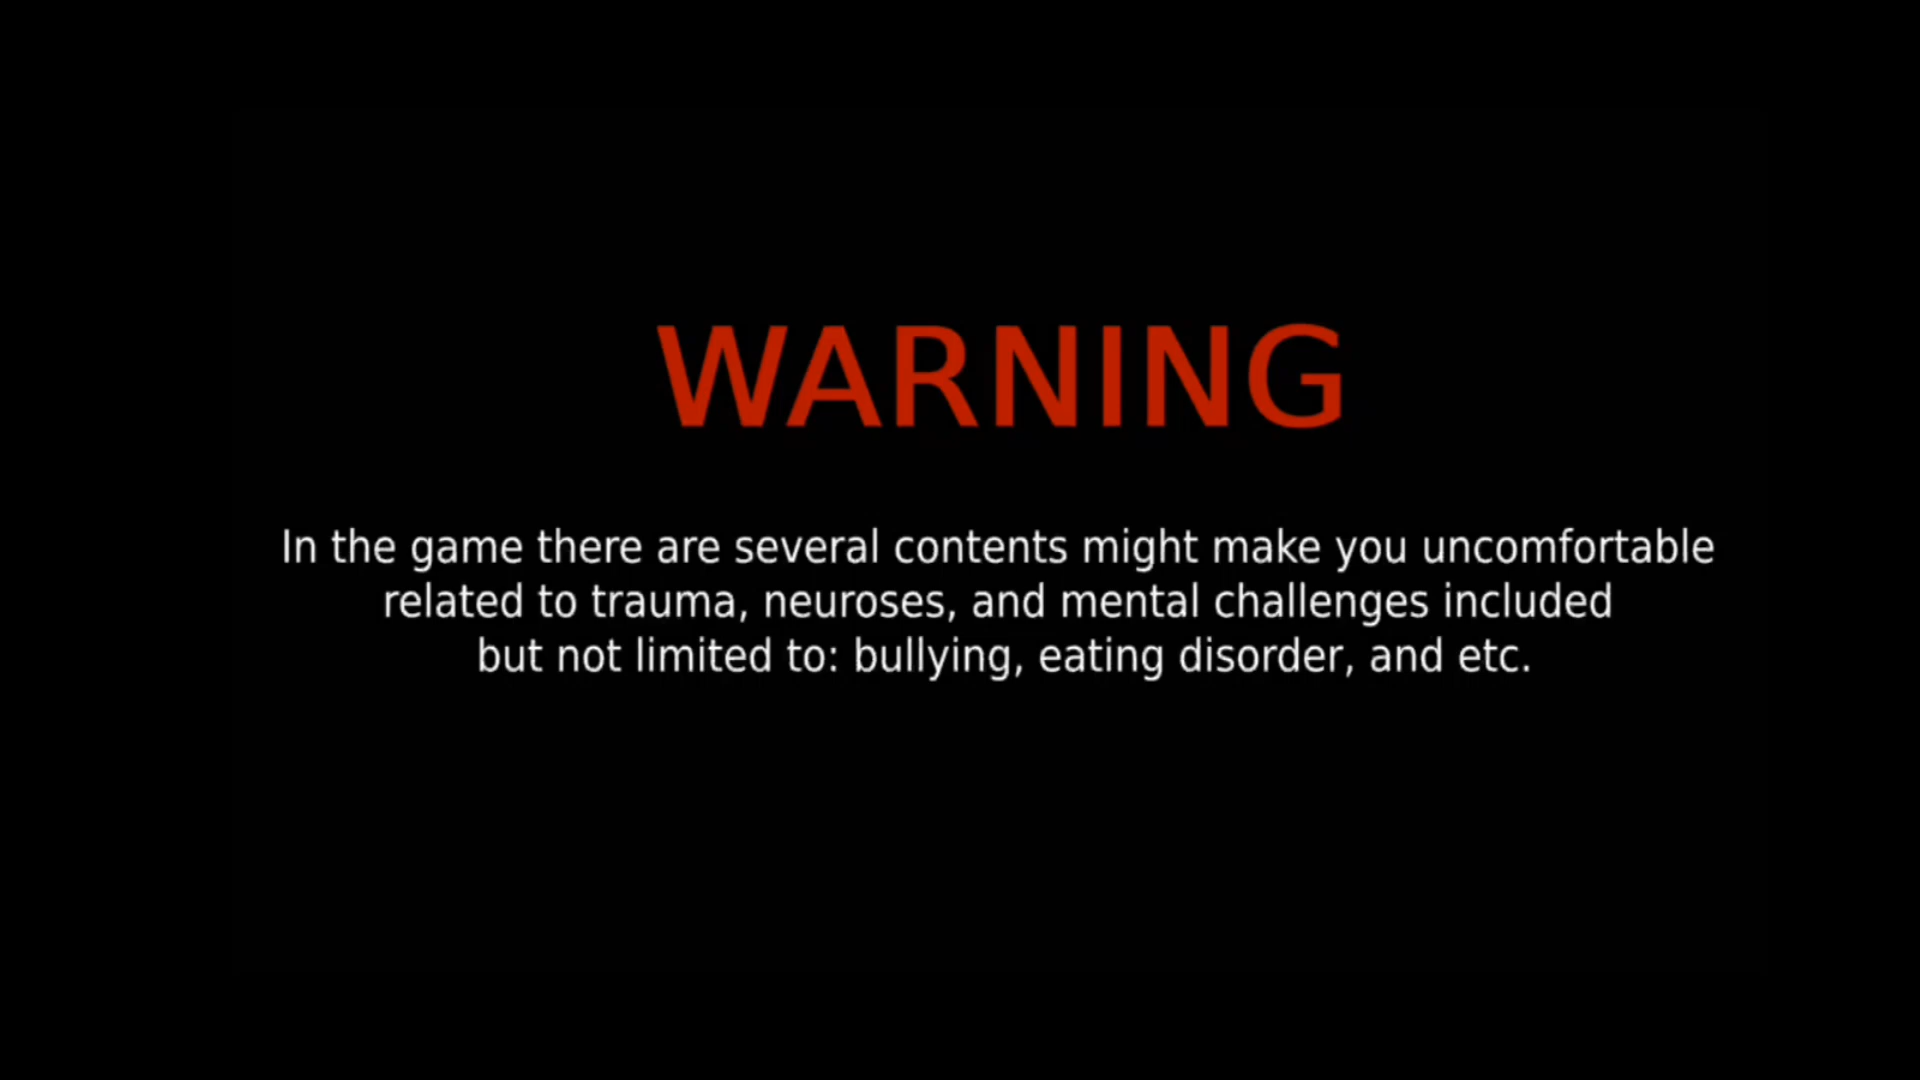 WARNING
In the game there are several contents might make you uncomfortable
related to trauma, neuroses, and mental challenges included
but not limited to: bullying, eating disorder, and etc.